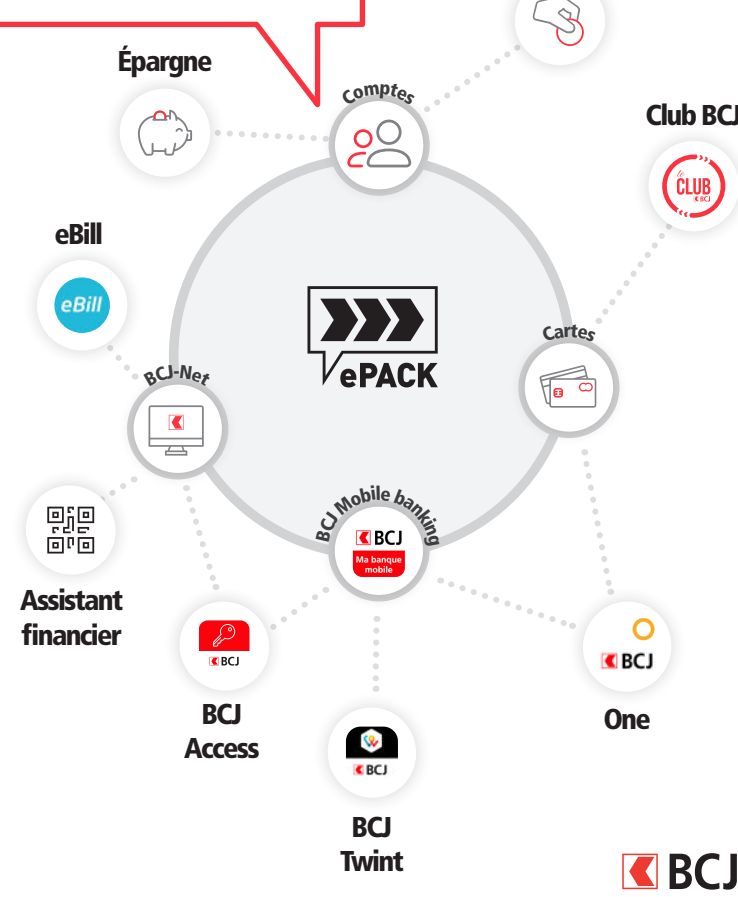 Épargne
Comptes
Club BCJ
le
CLUB
BCJ
eBill
eBill
ePACK
Cartes
BCJ-Net
BCJ Mobile banking
BCJ
Ma banque
mobile
Assistant
financier
BCJ
BCJ
BCJ
Access
One
BCJ
BCJ
Twint
BCJ